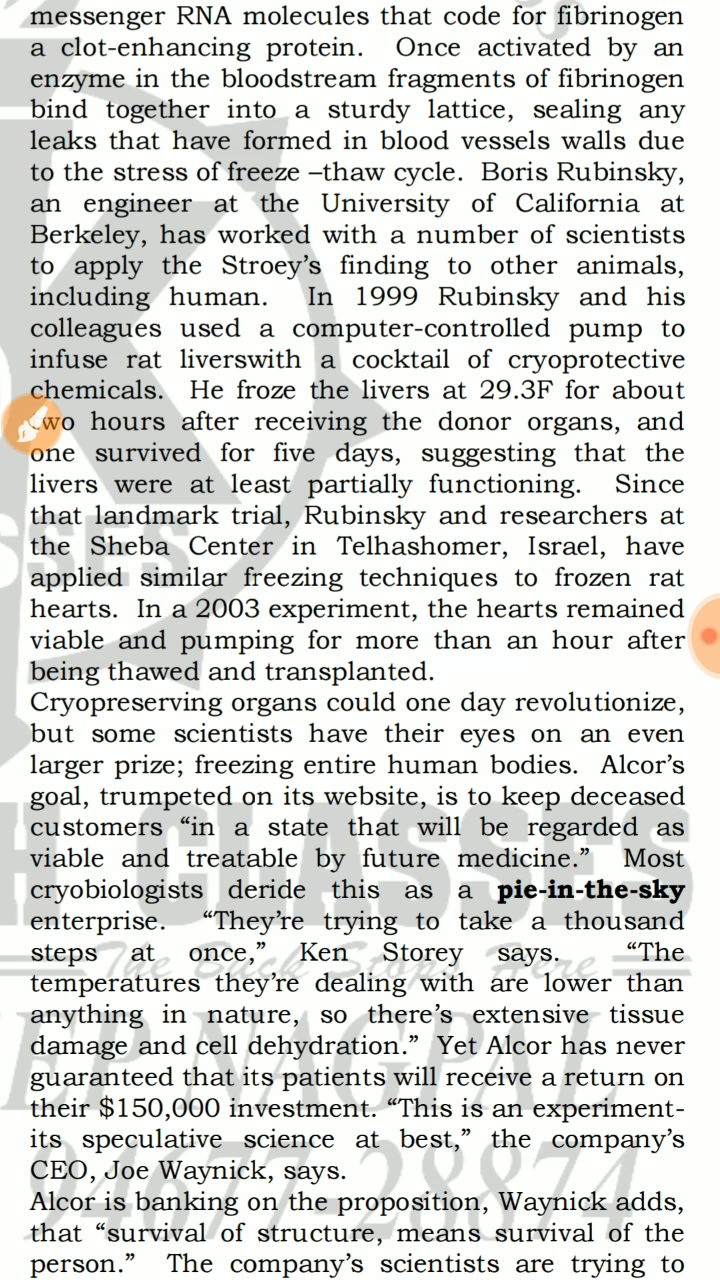 messenger RNA molecules that code for fibrinogen
a clot-enhancing protein. Once activated by an
enzyme in the bloodstream fragments of fibrinogen
bind together into a sturdy lattice, sealing any
leaks that have formed in blood vessels walls due
to the stress of freeze –thaw cycle. Boris Rubinsky,
an engineer at the University of California at
Berkeley, has worked with a number of scientists
to apply the Stroey's finding to other animals,
including human. In 1999 Rubinsky and his
colleagues used a computer-controlled pump to
infuse rat liverswith a cocktail of cryoprotective
chemicals. He froze the livers at 29.3F for about
two hours after receiving the donor organs, and
one survived for five days, suggesting that the
livers were at least partially functioning. Since
that landmark trial, Rubinsky and researchers at
the Sheba Center in Telhashomer, Israel, have
applied similar freezing techniques to frozen rat
hearts. In a 2003 experiment, the hearts remained
viable and pumping for more than an hour after
being thawed and transplanted.
Cryopreserving organs could one day revolutionize,
but some scientists have their eyes on an even
larger prize; freezing entire human bodies. Alcor's
goal, trumpeted on its website, is to keep deceased
customers “in a state that will be regarded as
viable and treatable by future medicine.” Most
cryobiologists deride this as a pie-in-the-sky
enterprise. “They're trying to take a thousand
steps at once,” Ken Storey says. “The
temperatures they're dealing with are lower than
anything in nature, so there's extensive tissue
damage and cell dehydration.” Yet Alcor has never
guaranteed that its patients will receive a return on
their $150,000 investment. “This is an experiment-
its speculative science at best,” the company's
CEO, Joe Waynick, says.
Alcor is banking on the proposition, Waynick adds,
that “survival of structure, means survival of the
person.” The company's scientists are trying to
H CLASSES
The Buck Stops Here
EP NAGPAL
94677-28874